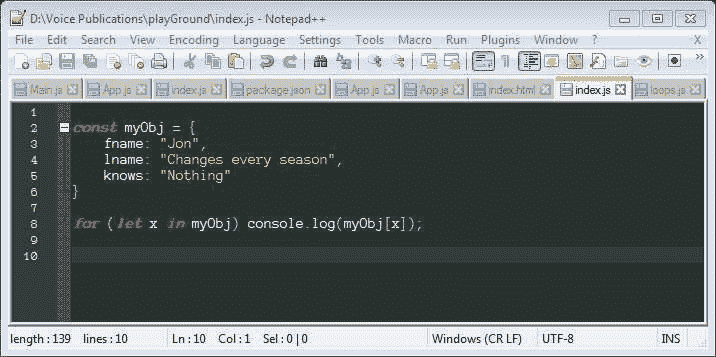 D:\Voice Publications\playGround\index.js - Notepad++
File Edit Search View Encoding Language Settings Tools Macro Run Plugins Window ? X
Main.js App.js index.js package.json App.js App.js index.html index.js loops.js
1
2 const myObj = {
3 fname: "Jon",
4 lname: "Changes every season",
5 knows: "Nothing"
6 }
7
8 for (let x in myObj) console.log(myObj[x]);
9
10
length : 139 lines : 10 Ln : 10 Col : 1 Sel : 0 | 0 Windows (CR LF) UTF-8 INS